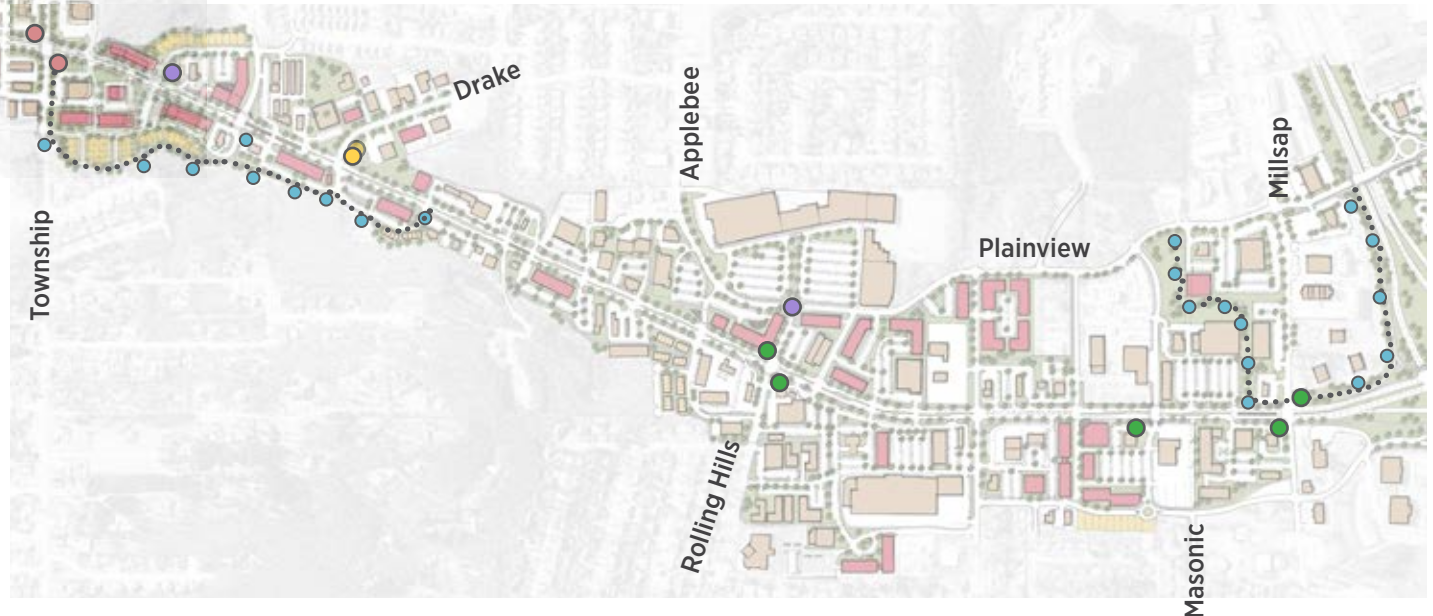 Drake
Applebee
Millsap
Township
Plainview
Rolling Hills
Masonic